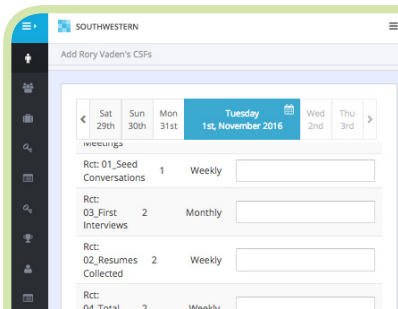 SOUTHWESTERN
Add Rory Vaden's CSFs
Sat Sun Mon Tuesday Wed Thu
29th 30th 31st 1st, November 2016 2nd 3rd
Meetings
Rct: 01_Seed
Conversations 1 Weekly
Rct:
03_First 2 Monthly
Interviews
Rct:
02_Resumes 2 Weekly
Collected
Rct:
04_Total 2 Weekly